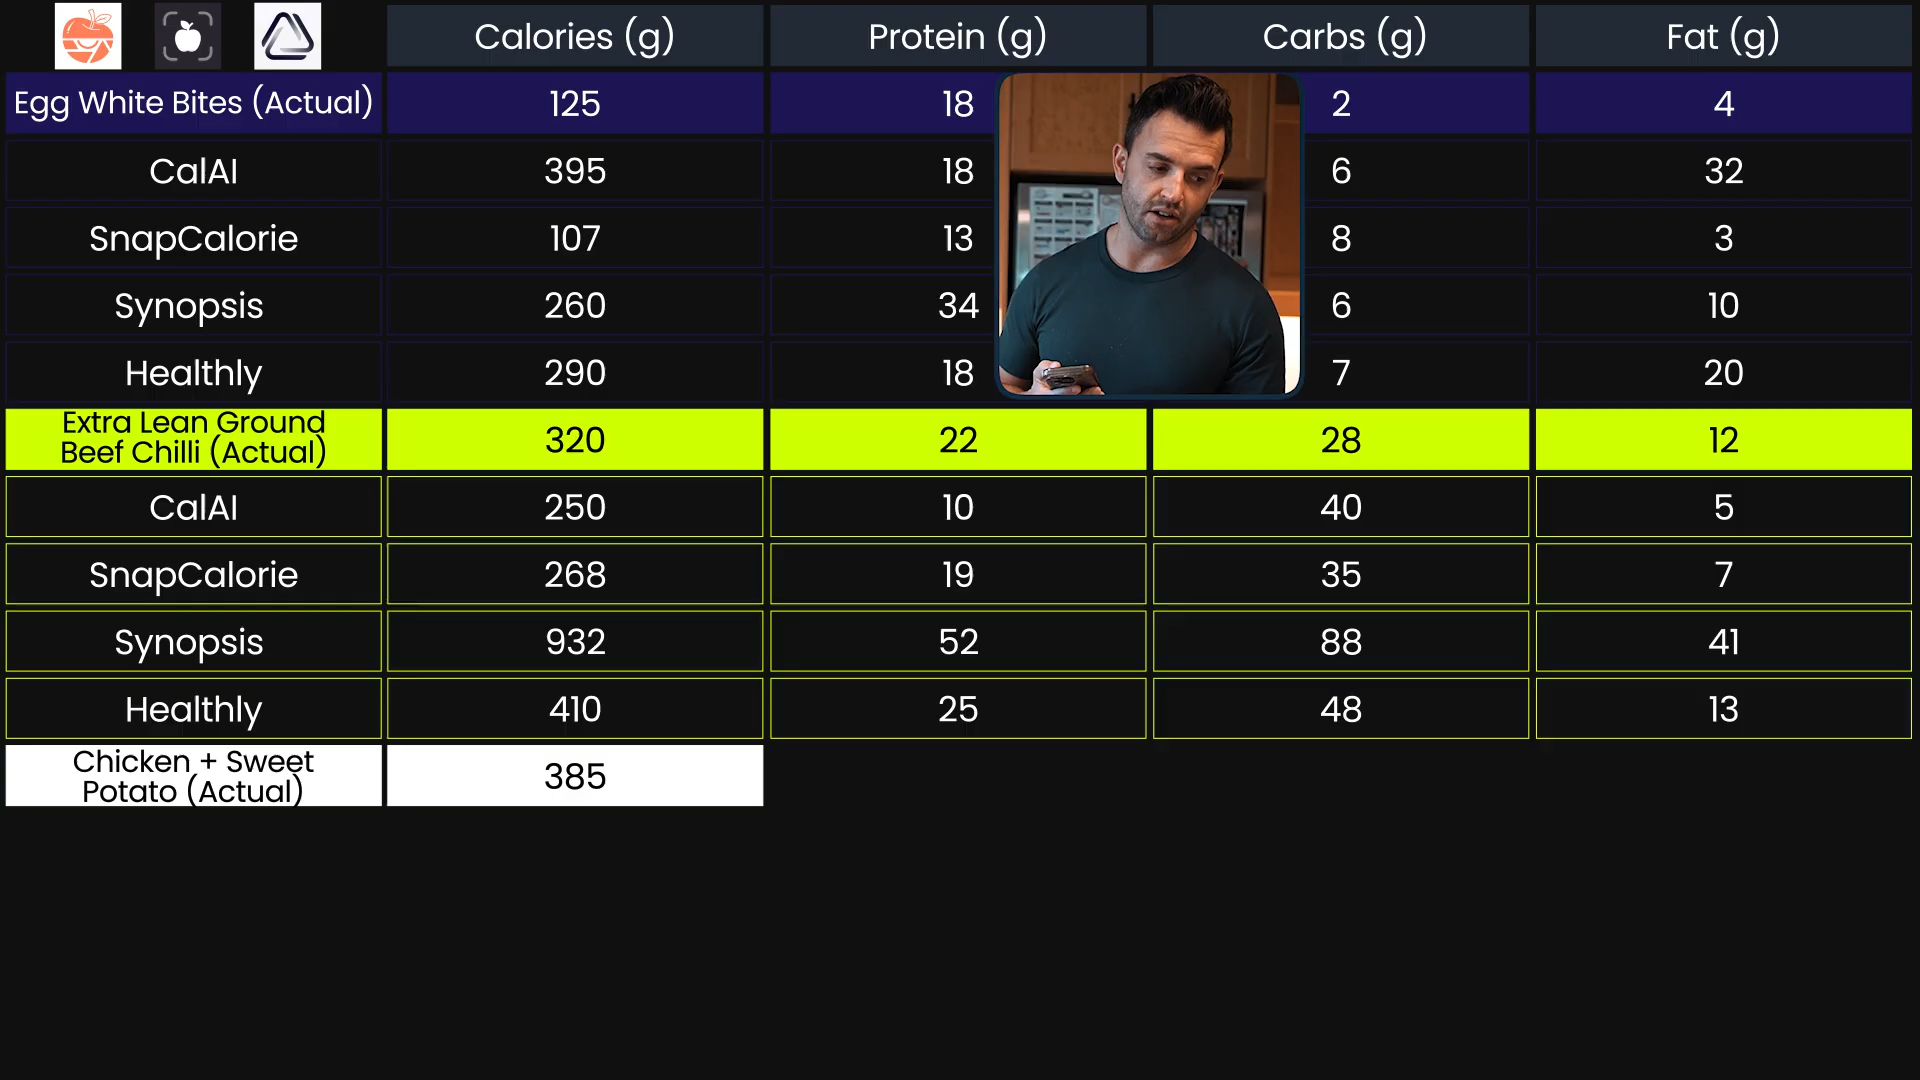 Calories (g) Protein (g) Carbs (g) Fat (g)
Egg White Bites (Actual) 125 18 2 4
CalAI 395 18 6 32
SnapCalorie 107 13 8 3
Synopsis 260 34 6 10
Healthly 290 18 7 20
Extra Lean Ground
Beef Chilli (Actual) 320 22 28 12
CalAI 250 10 40 5
SnapCalorie 268 19 35 7
Synopsis 932 52 88 41
Healthly 410 25 48 13
Chicken + Sweet
Potato (Actual) 385